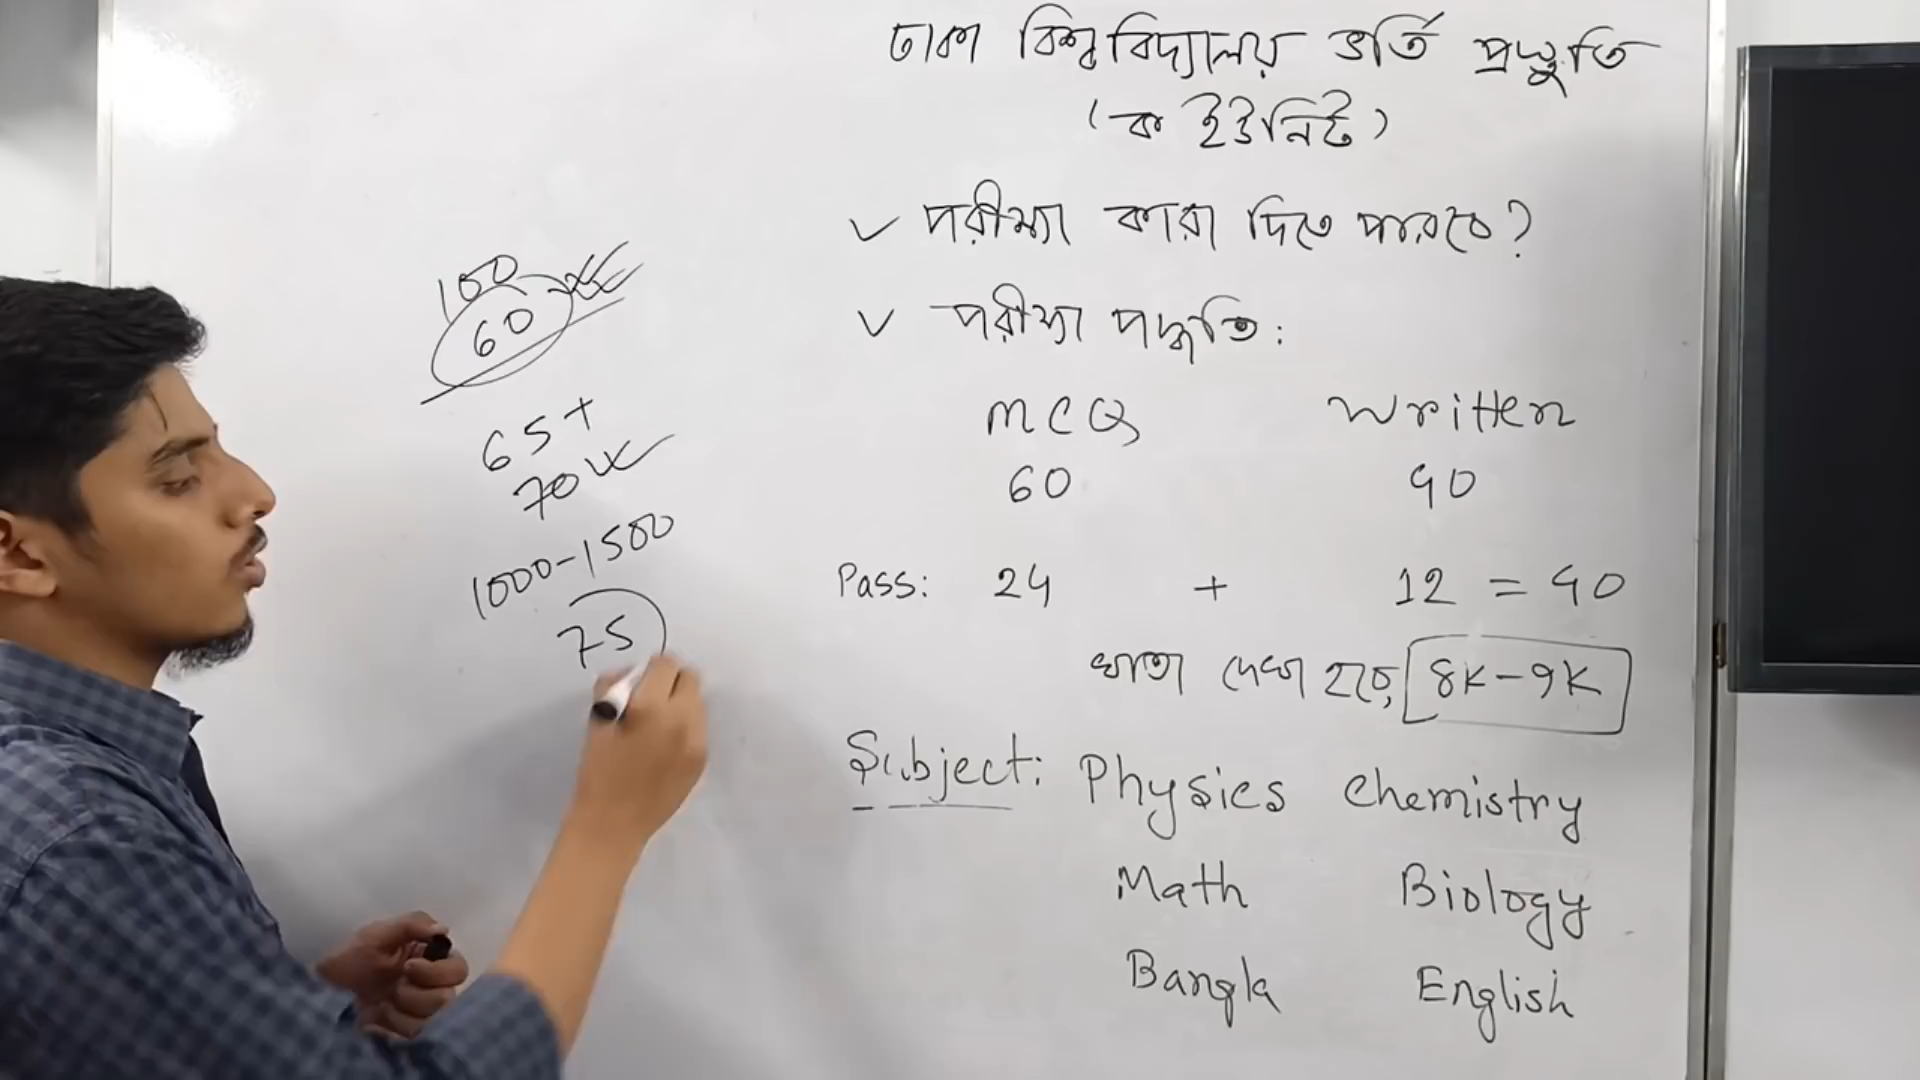 ঢাকা বিশ্ববিদ্যালয় ভর্তি প্রস্তুতি
(ক ইউনিট)
✓ পরীক্ষা কারা দিতে পারবে?
✓ পরীক্ষা পদ্ধতি:
MCQ Written
60 40
Pass: 24 + 12 = 40
খাতা দেখা হবে, 8K-9K
Subject: Physics Chemistry
Math Biology
Bangla English
100
60
65+
70
1000-1500
75